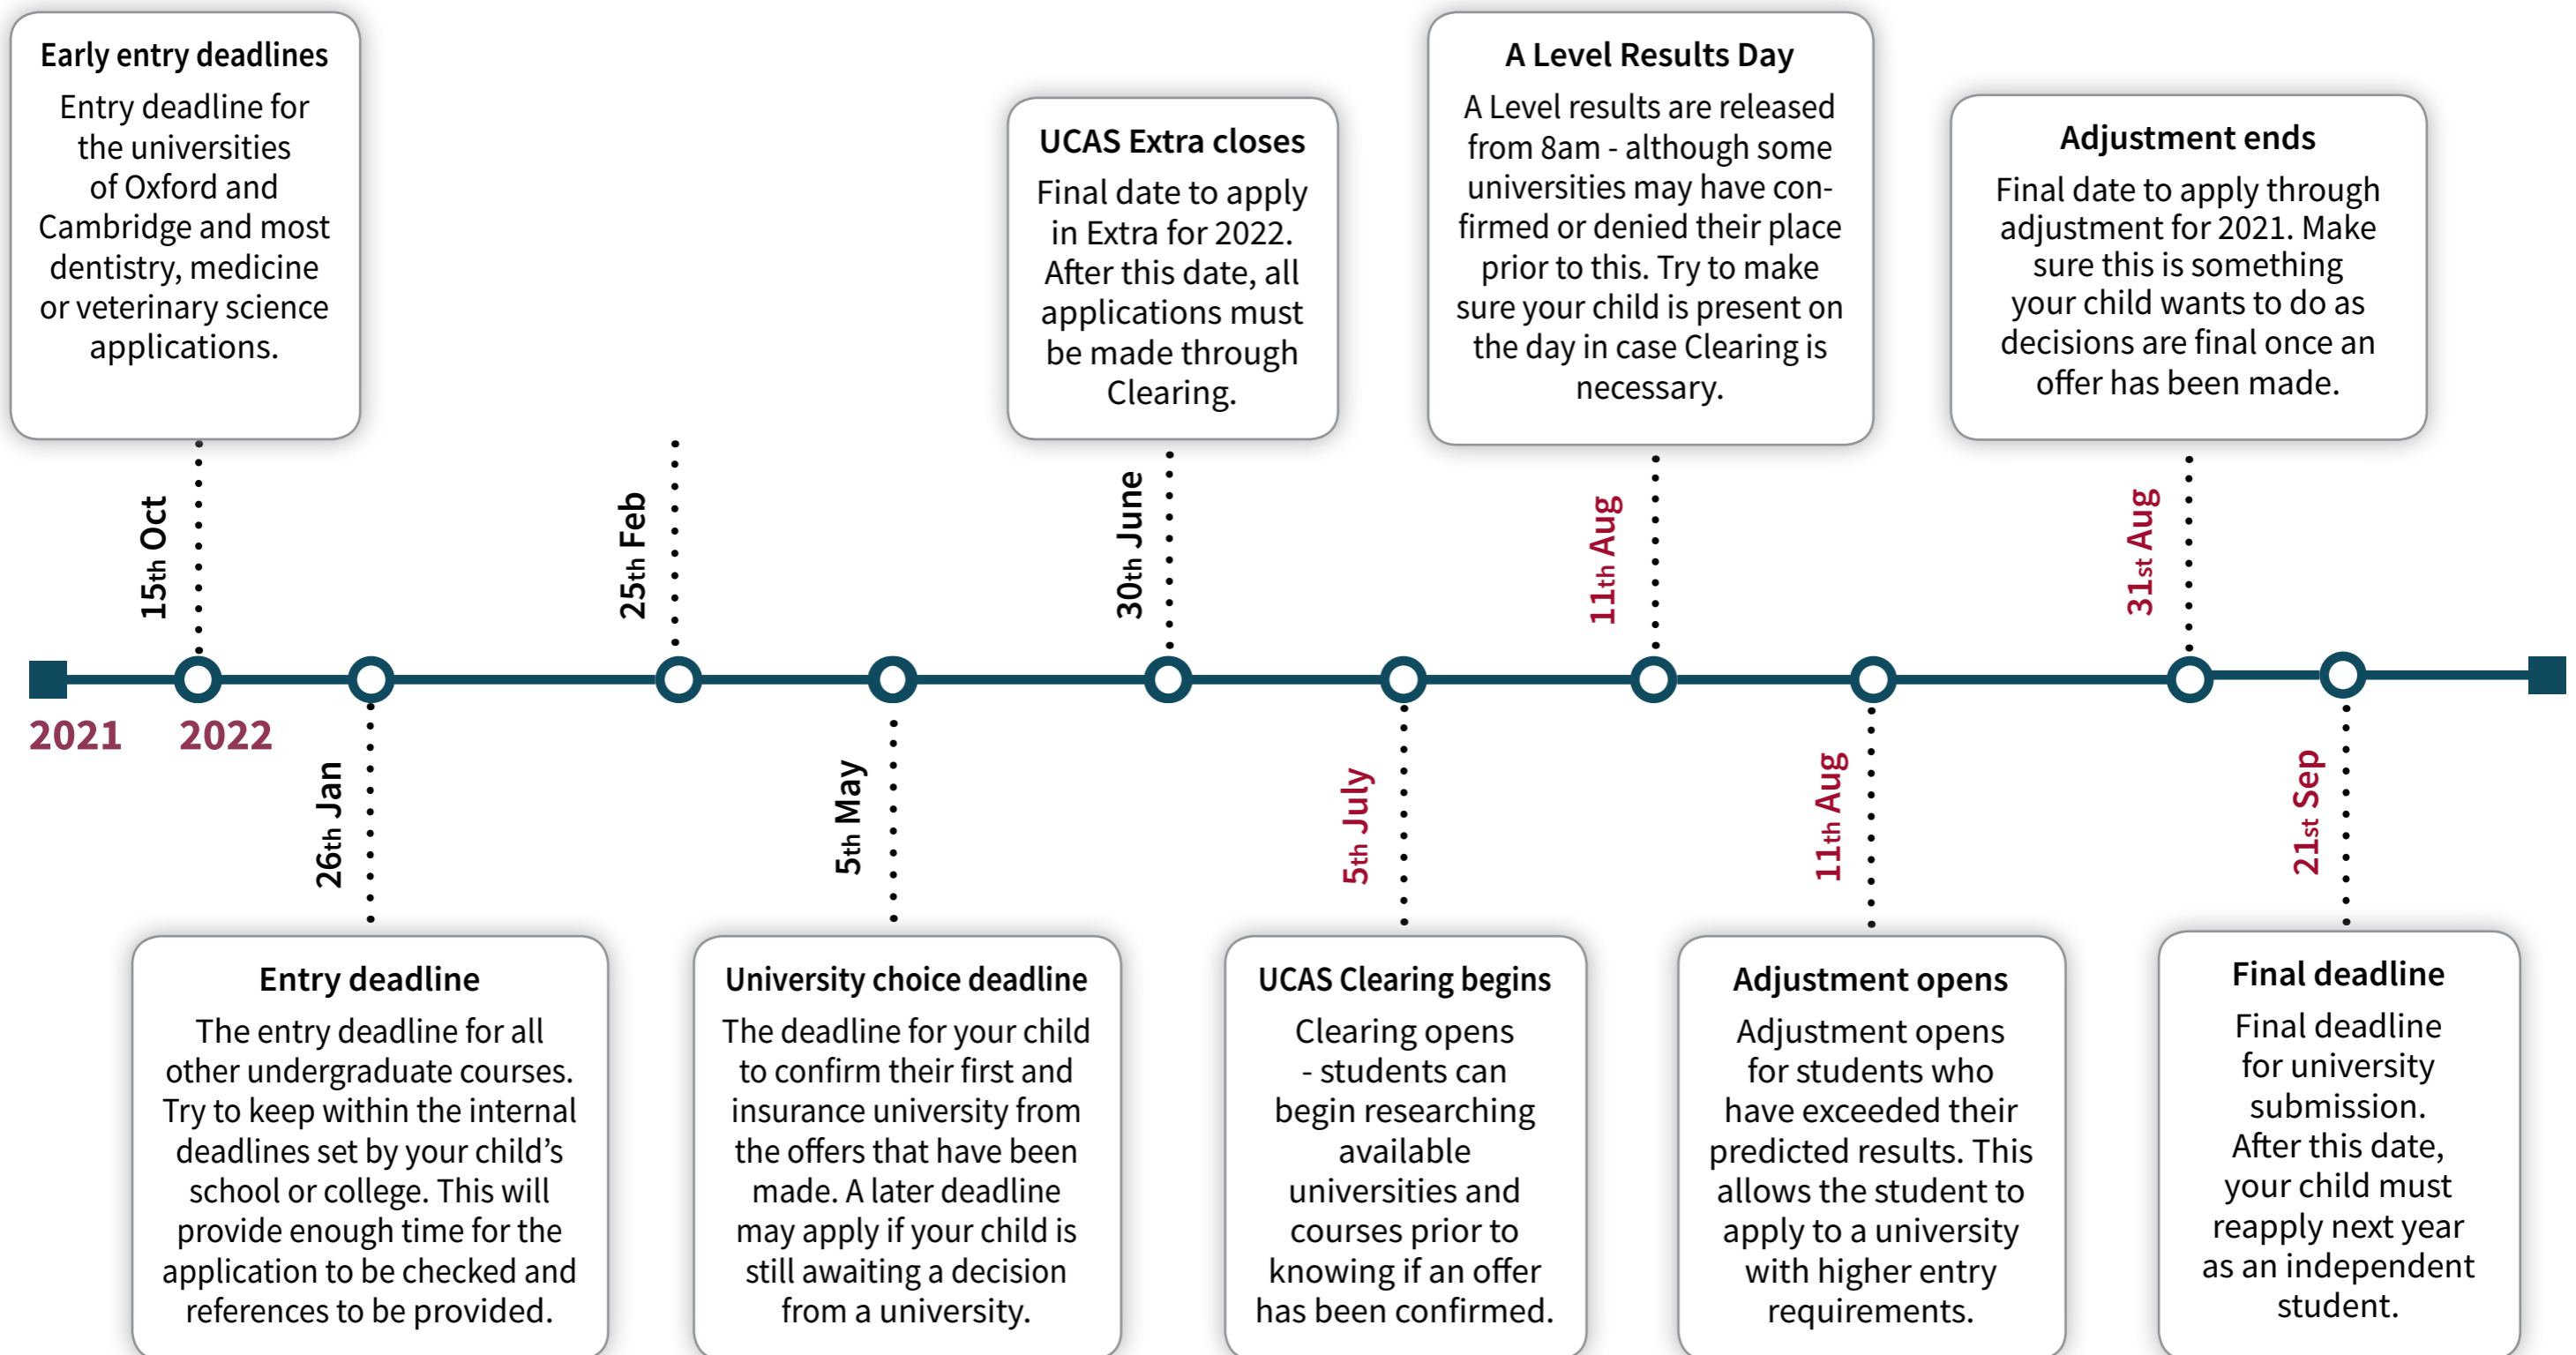 Early entry deadlines
Entry deadline for
the universities
of Oxford and
Cambridge and most
dentistry, medicine
or veterinary science
applications.
UCAS Extra closes
Final date to apply
in Extra for 2022.
After this date, all
applications must
be made through
Clearing.
A Level Results Day
A Level results are released
from 8am - although some
universities may have con-
firmed or denied their place
prior to this. Try to make
sure your child is present on
the day in case Clearing is
necessary.
Adjustment ends
Final date to apply through
adjustment for 2021. Make
sure this is something
your child wants to do as
decisions are final once an
offer has been made.
15th Oct
25th Feb
30th June
11th Aug
31st Aug
2021
2022
26th Jan
5th May
5th July
11th Aug
21st Sep
Entry deadline
The entry deadline for all
other undergraduate courses.
Try to keep within the internal
deadlines set by your child’s
school or college. This will
provide enough time for the
application to be checked and
references to be provided.
University choice deadline
The deadline for your child
to confirm their first and
insurance university from
the offers that have been
made. A later deadline
may apply if your child is
still awaiting a decision
from a university.
UCAS Clearing begins
Clearing opens
- students can
begin researching
available
universities and
courses prior to
knowing if an offer
has been confirmed.
Adjustment opens
Adjustment opens
for students who
have exceeded their
predicted results. This
allows the student to
apply to a university
with higher entry
requirements.
Final deadline
Final deadline
for university
submission.
After this date,
your child must
reapply next year
as an independent
student.